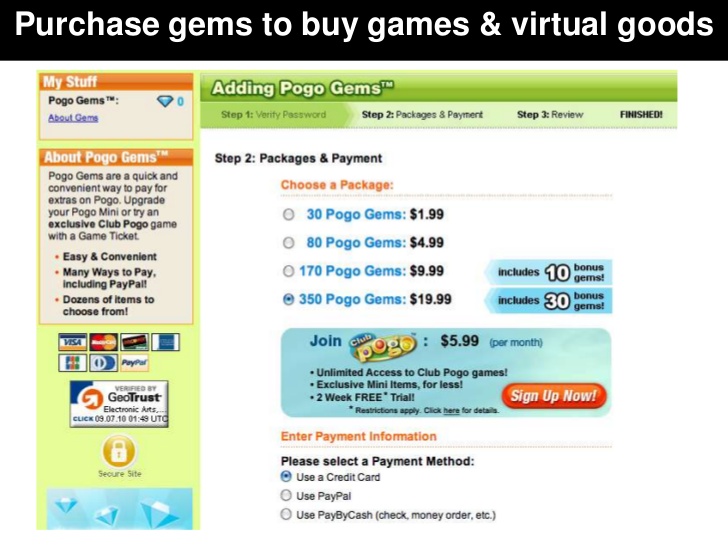 Purchase gems to buy games & virtual goods
My Stuff
Pogo Gems™:
0
About Gems
About Pogo Gems™
Pogo Gems are a quick and
convenient way to pay for
extras on Pogo. Upgrade
your Pogo Mini or try an
exclusive Club Pogo game
with a Game Ticket.
• Easy & Convenient
• Many Ways to Pay,
including PayPal!
• Dozens of items to
choose from!
VISA
PayPal
VERIFIED BY
GeoTrust
Electronic Arts,...
CLICK 09.07.10 01:49 UTC
Secure Site
Adding Pogo Gems™
Step 1: Verify Password
Step 2: Packages & Payment
Step 3: Review
FINISHED!
Step 2: Packages & Payment
Choose a Package:
30 Pogo Gems: $1.99
80 Pogo Gems: $4.99
170 Pogo Gems: $9.99
includes 10 bonus gems!
350 Pogo Gems: $19.99
includes 30 bonus gems!
Join Club Pogo : $5.99 (per month)
• Unlimited Access to Club Pogo games!
• Exclusive Mini Items, for less!
• 2 Week FREE* Trial!
* Restrictions apply. Click here for details.
Sign Up Now!
Enter Payment Information
Please select a Payment Method:
Use a Credit Card
Use PayPal
Use PayByCash (check, money order, etc.)